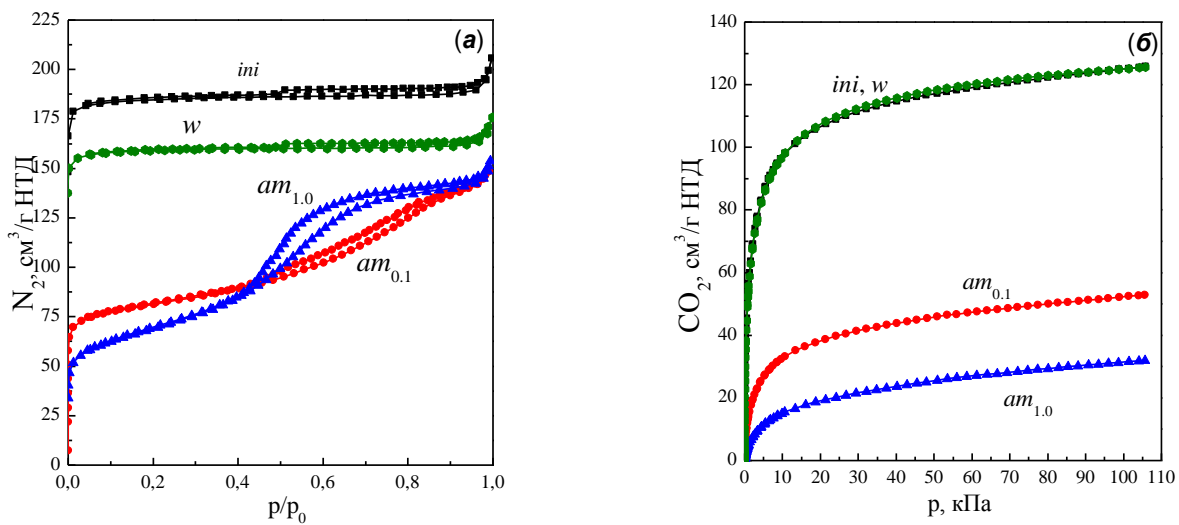 (а)
N₂, см³/г НТД
225
200
175
150
125
100
75
50
25
0
ini
w
am₁.₀
am₀.₁
0,0 0,2 0,4 0,6 0,8 1,0
p/p₀
(б)
CO₂, см³/г НТД
140
120
100
80
60
40
20
0
ini, w
am₀.₁
am₁.₀
0 10 20 30 40 50 60 70 80 90 100 110
p, кПа